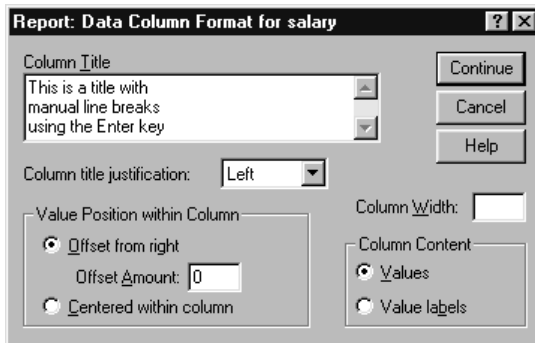 Report: Data Column Format for salary
Column Title
This is a title with
manual line breaks
using the Enter key
Continue
Cancel
Help
Column title justification: Left
Value Position within Column
Offset from right
Offset Amount: 0
Centered within column
Column Width:
Column Content
Values
Value labels